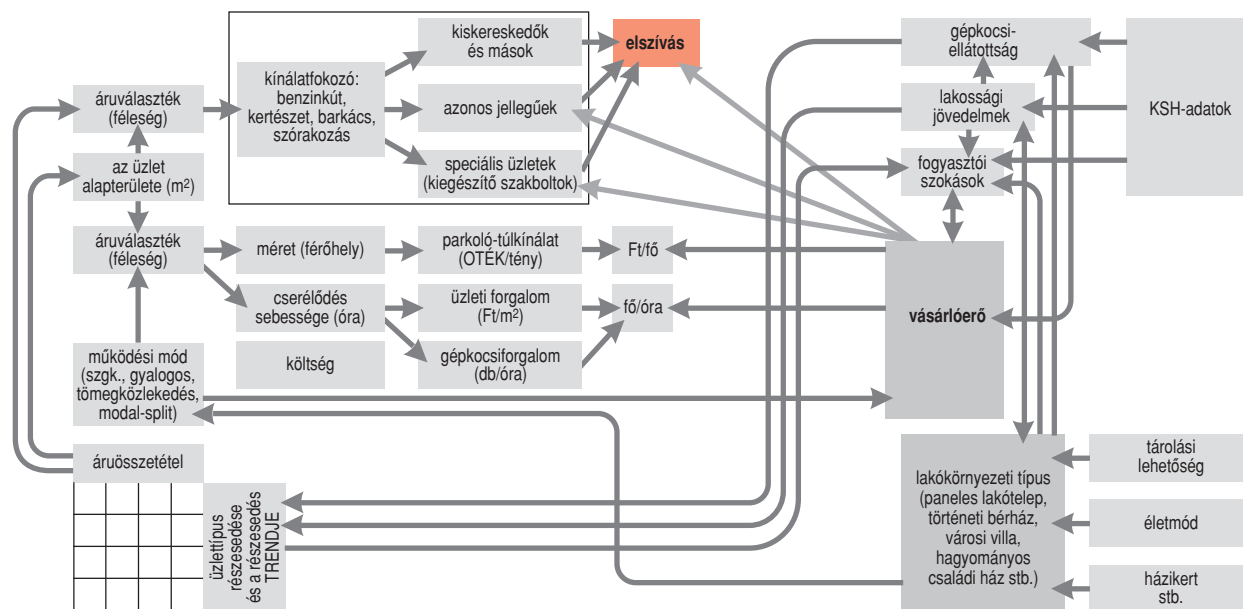 kiskereskedők
és mások
elszívás
gépkocsi-
ellátottság
kínálatfokozó:
benzinkút,
kertészet, barkács,
szórakozás
áruválaszték
(féleség)
azonos jellegűek
lakossági
jövedelmek
KSH-adatok
az üzlet
alapterülete (m²)
speciális üzletek
(kiegészítő szakboltok)
fogyasztói
szokások
áruválaszték
(féleség)
méret (férőhely)
parkoló-túlkínálat
(OTÉK/tény)
Ft/fő
cserélődés
sebessége (óra)
üzleti forgalom
(Ft/m²)
fő/óra
vásárlóerő
működési mód
(szgk., gyalogos,
tömegközlekedés,
modal-split)
költség
gépkocsiforgalom
(db/óra)
áruösszetétel
üzlettípus
részesedése
és a részesedés
TRENDJE
lakókörnyezeti típus
(paneles lakótelep,
történeti bérház,
városi villa,
hagyományos
családi ház stb.)
tárolási
lehetőség
életmód
házikert
stb.